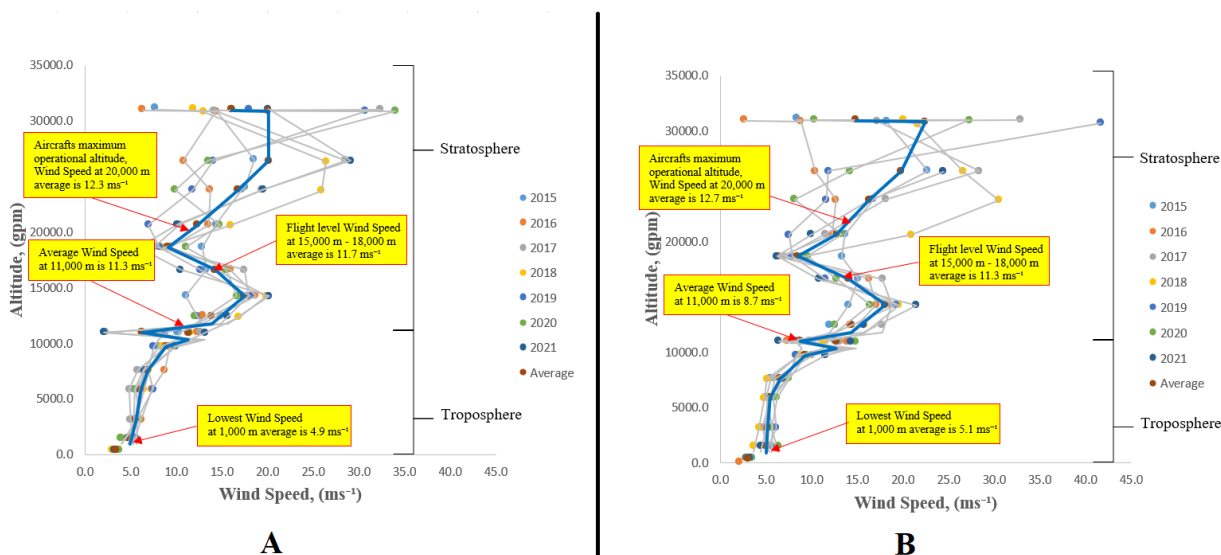 35000.0
30000.0
25000.0
20000.0
15000.0
10000.0
5000.0
0.0
Altitude, (gpm)
0.0 5.0 10.0 15.0 20.0 25.0 30.0 35.0 40.0 45.0
Wind Speed, (ms⁻¹)
Aircrafts maximum
operational altitude,
Wind Speed at 20,000 m
average is 12.3 ms⁻¹
Average Wind Speed
at 11,000 m is 11.3 ms⁻¹
Flight level Wind Speed
at 15,000 m - 18,000 m
average is 11.7 ms⁻¹
Lowest Wind Speed
at 1,000 m average is 4.9 ms⁻¹
Stratosphere
Troposphere
2015
2016
2017
2018
2019
2020
2021
Average
A
35000.0
30000.0
25000.0
20000.0
15000.0
10000.0
5000.0
0.0
Altitude, (gpm)
0.0 5.0 10.0 15.0 20.0 25.0 30.0 35.0 40.0 45.0
Wind Speed, (ms⁻¹)
Aircrafts maximum
operational altitude,
Wind Speed at 20,000 m
average is 12.7 ms⁻¹
Average Wind Speed
at 11,000 m is 8.7 ms⁻¹
Flight level Wind Speed
at 15,000 m - 18,000 m
average is 11.3 ms⁻¹
Lowest Wind Speed
at 1,000 m average is 5.1 ms⁻¹
Stratosphere
Troposphere
2015
2016
2017
2018
2019
2020
2021
Average
B